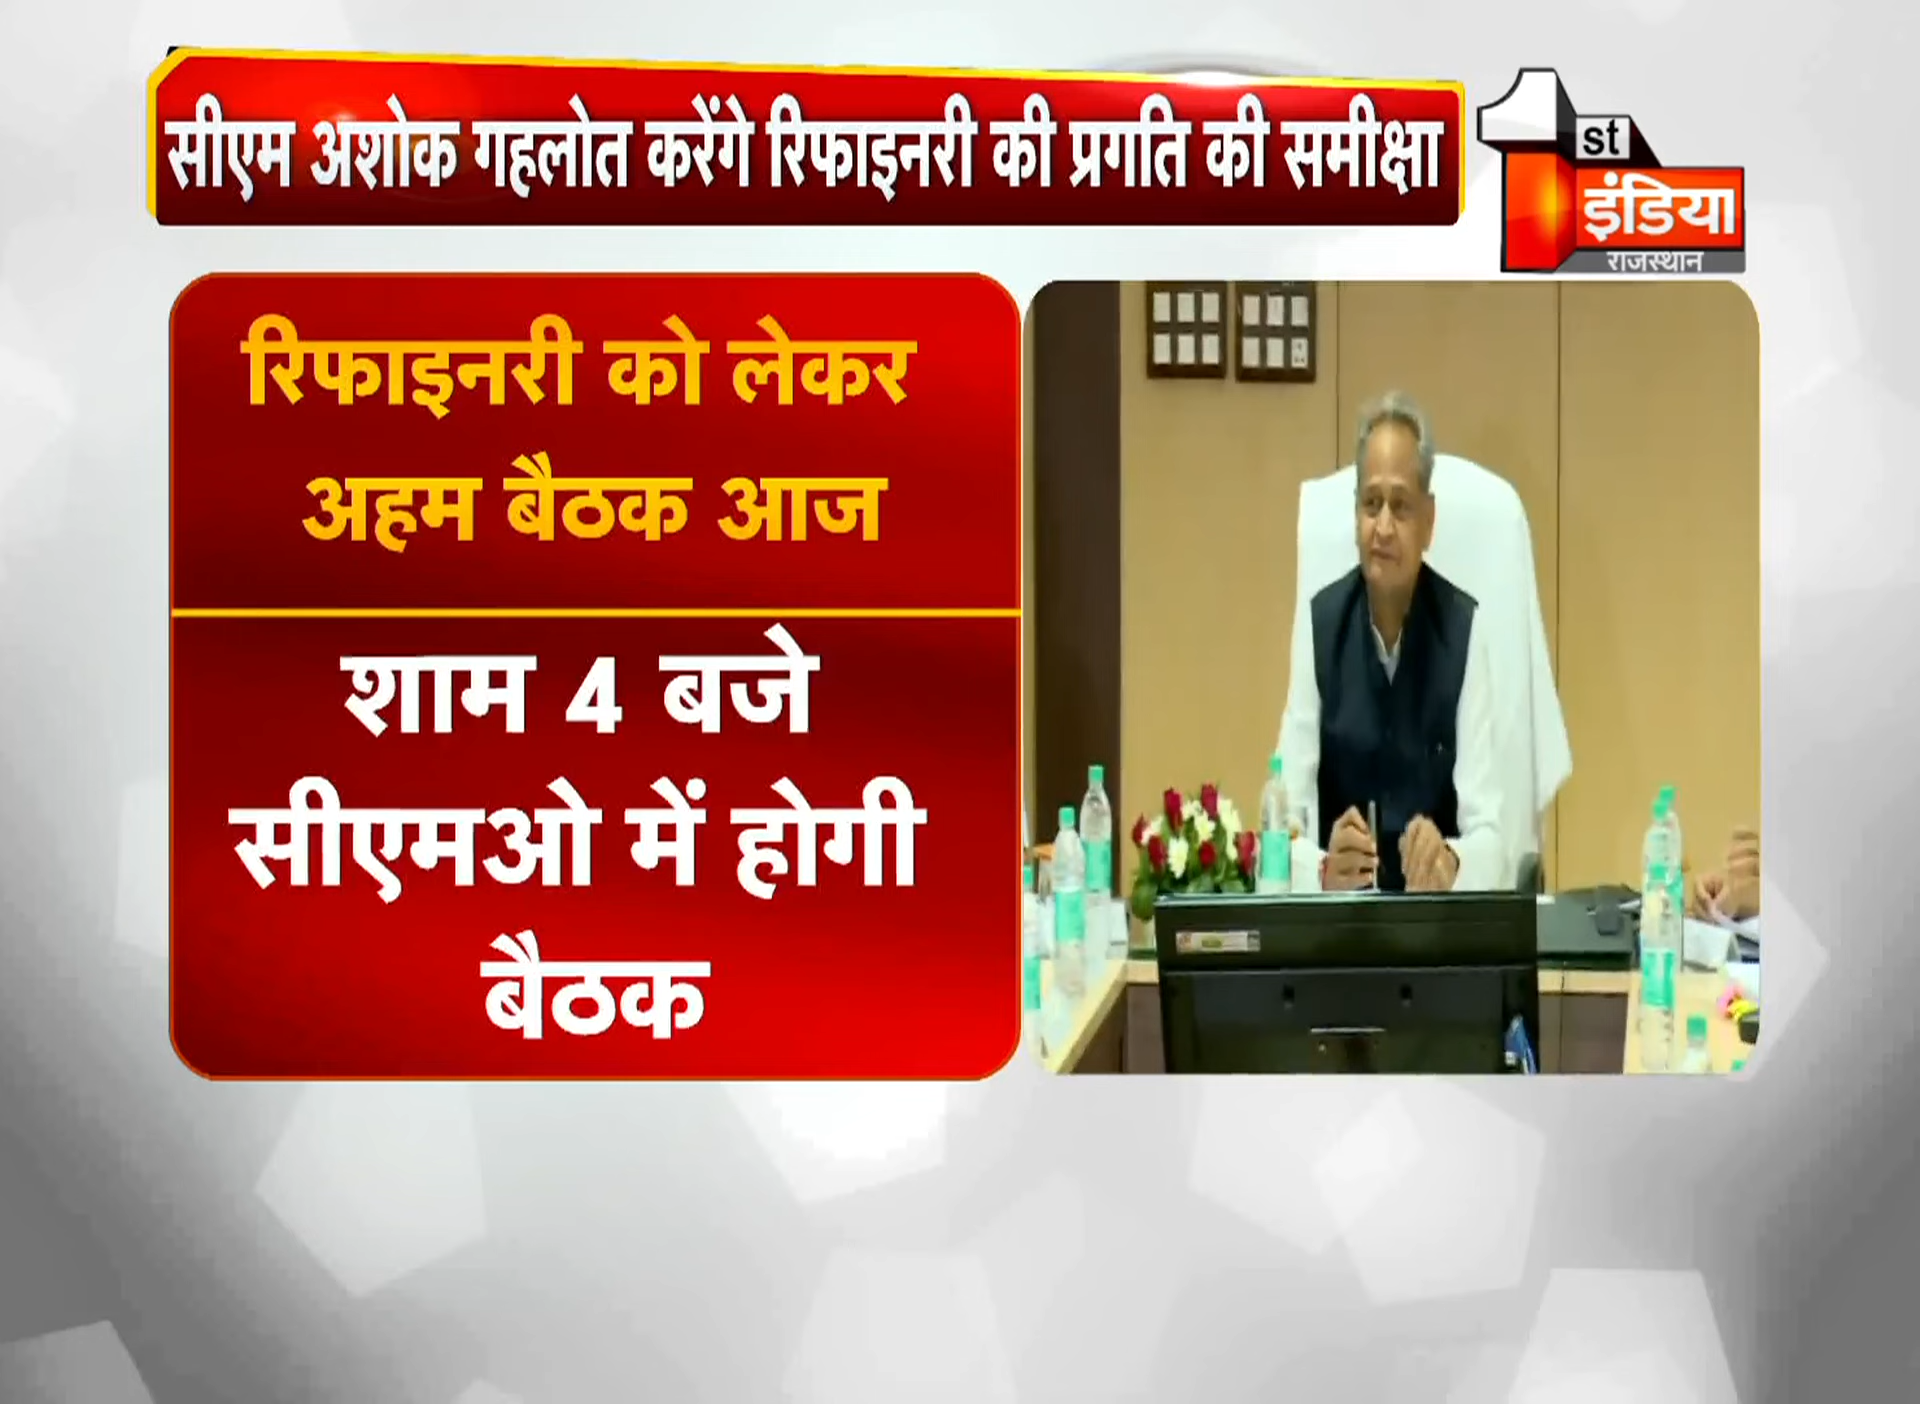 सीएम अशोक गहलोत करेंगे रिफाइनरी की प्रगति की समीक्षा
1st
इंडिया
राजस्थान
रिफाइनरी को लेकर
अहम बैठक आज
शाम 4 बजे
सीएमओ में होगी
बैठक